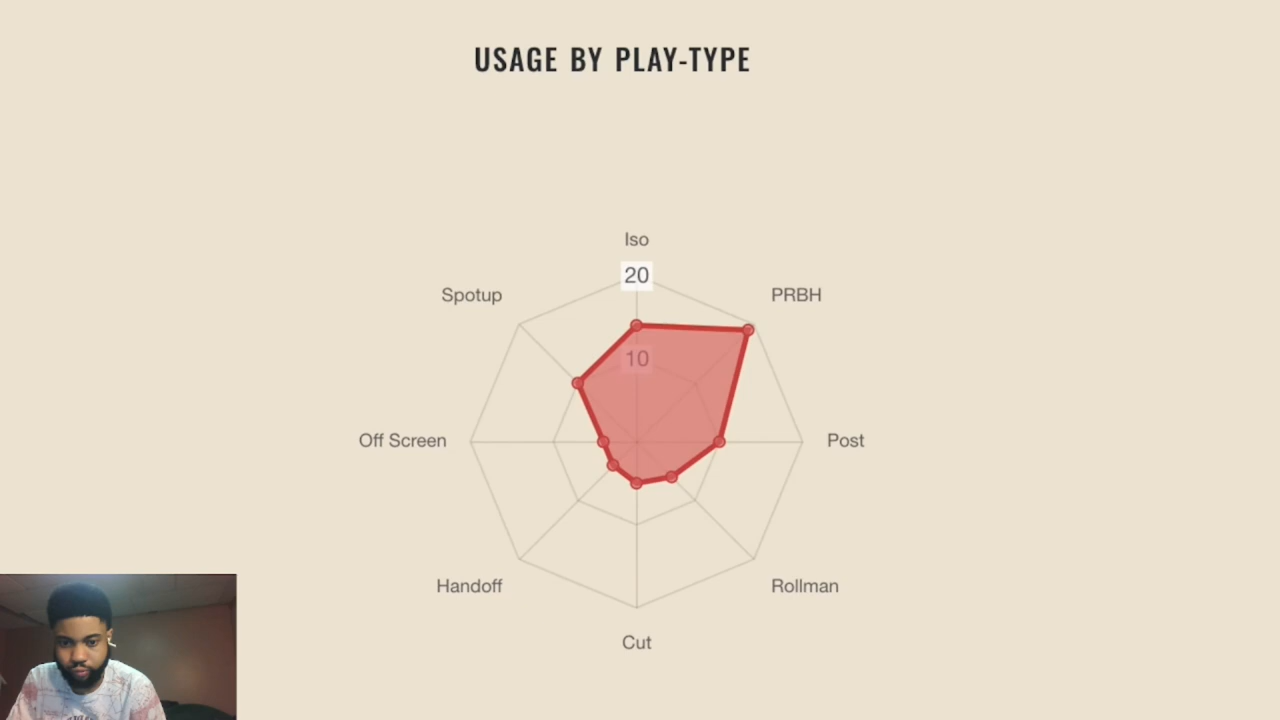 USAGE BY PLAY-TYPE
Iso
20
Spotup
PRBH
10
Off Screen
Post
Handoff
Rollman
Cut